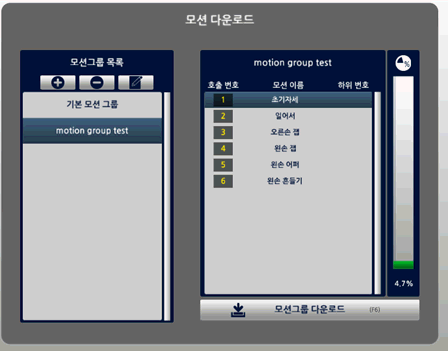 모션 다운로드
모션그룹 목록
기본 모션 그룹
motion group test
motion group test
호출 번호 모션 이름 하위 번호
1 초기자세
2 일어서
3 오른손 잽
4 왼손 잽
5 왼손 어퍼
6 왼손 흔들기
%
4.7%
모션그룹 다운로드 (F6)